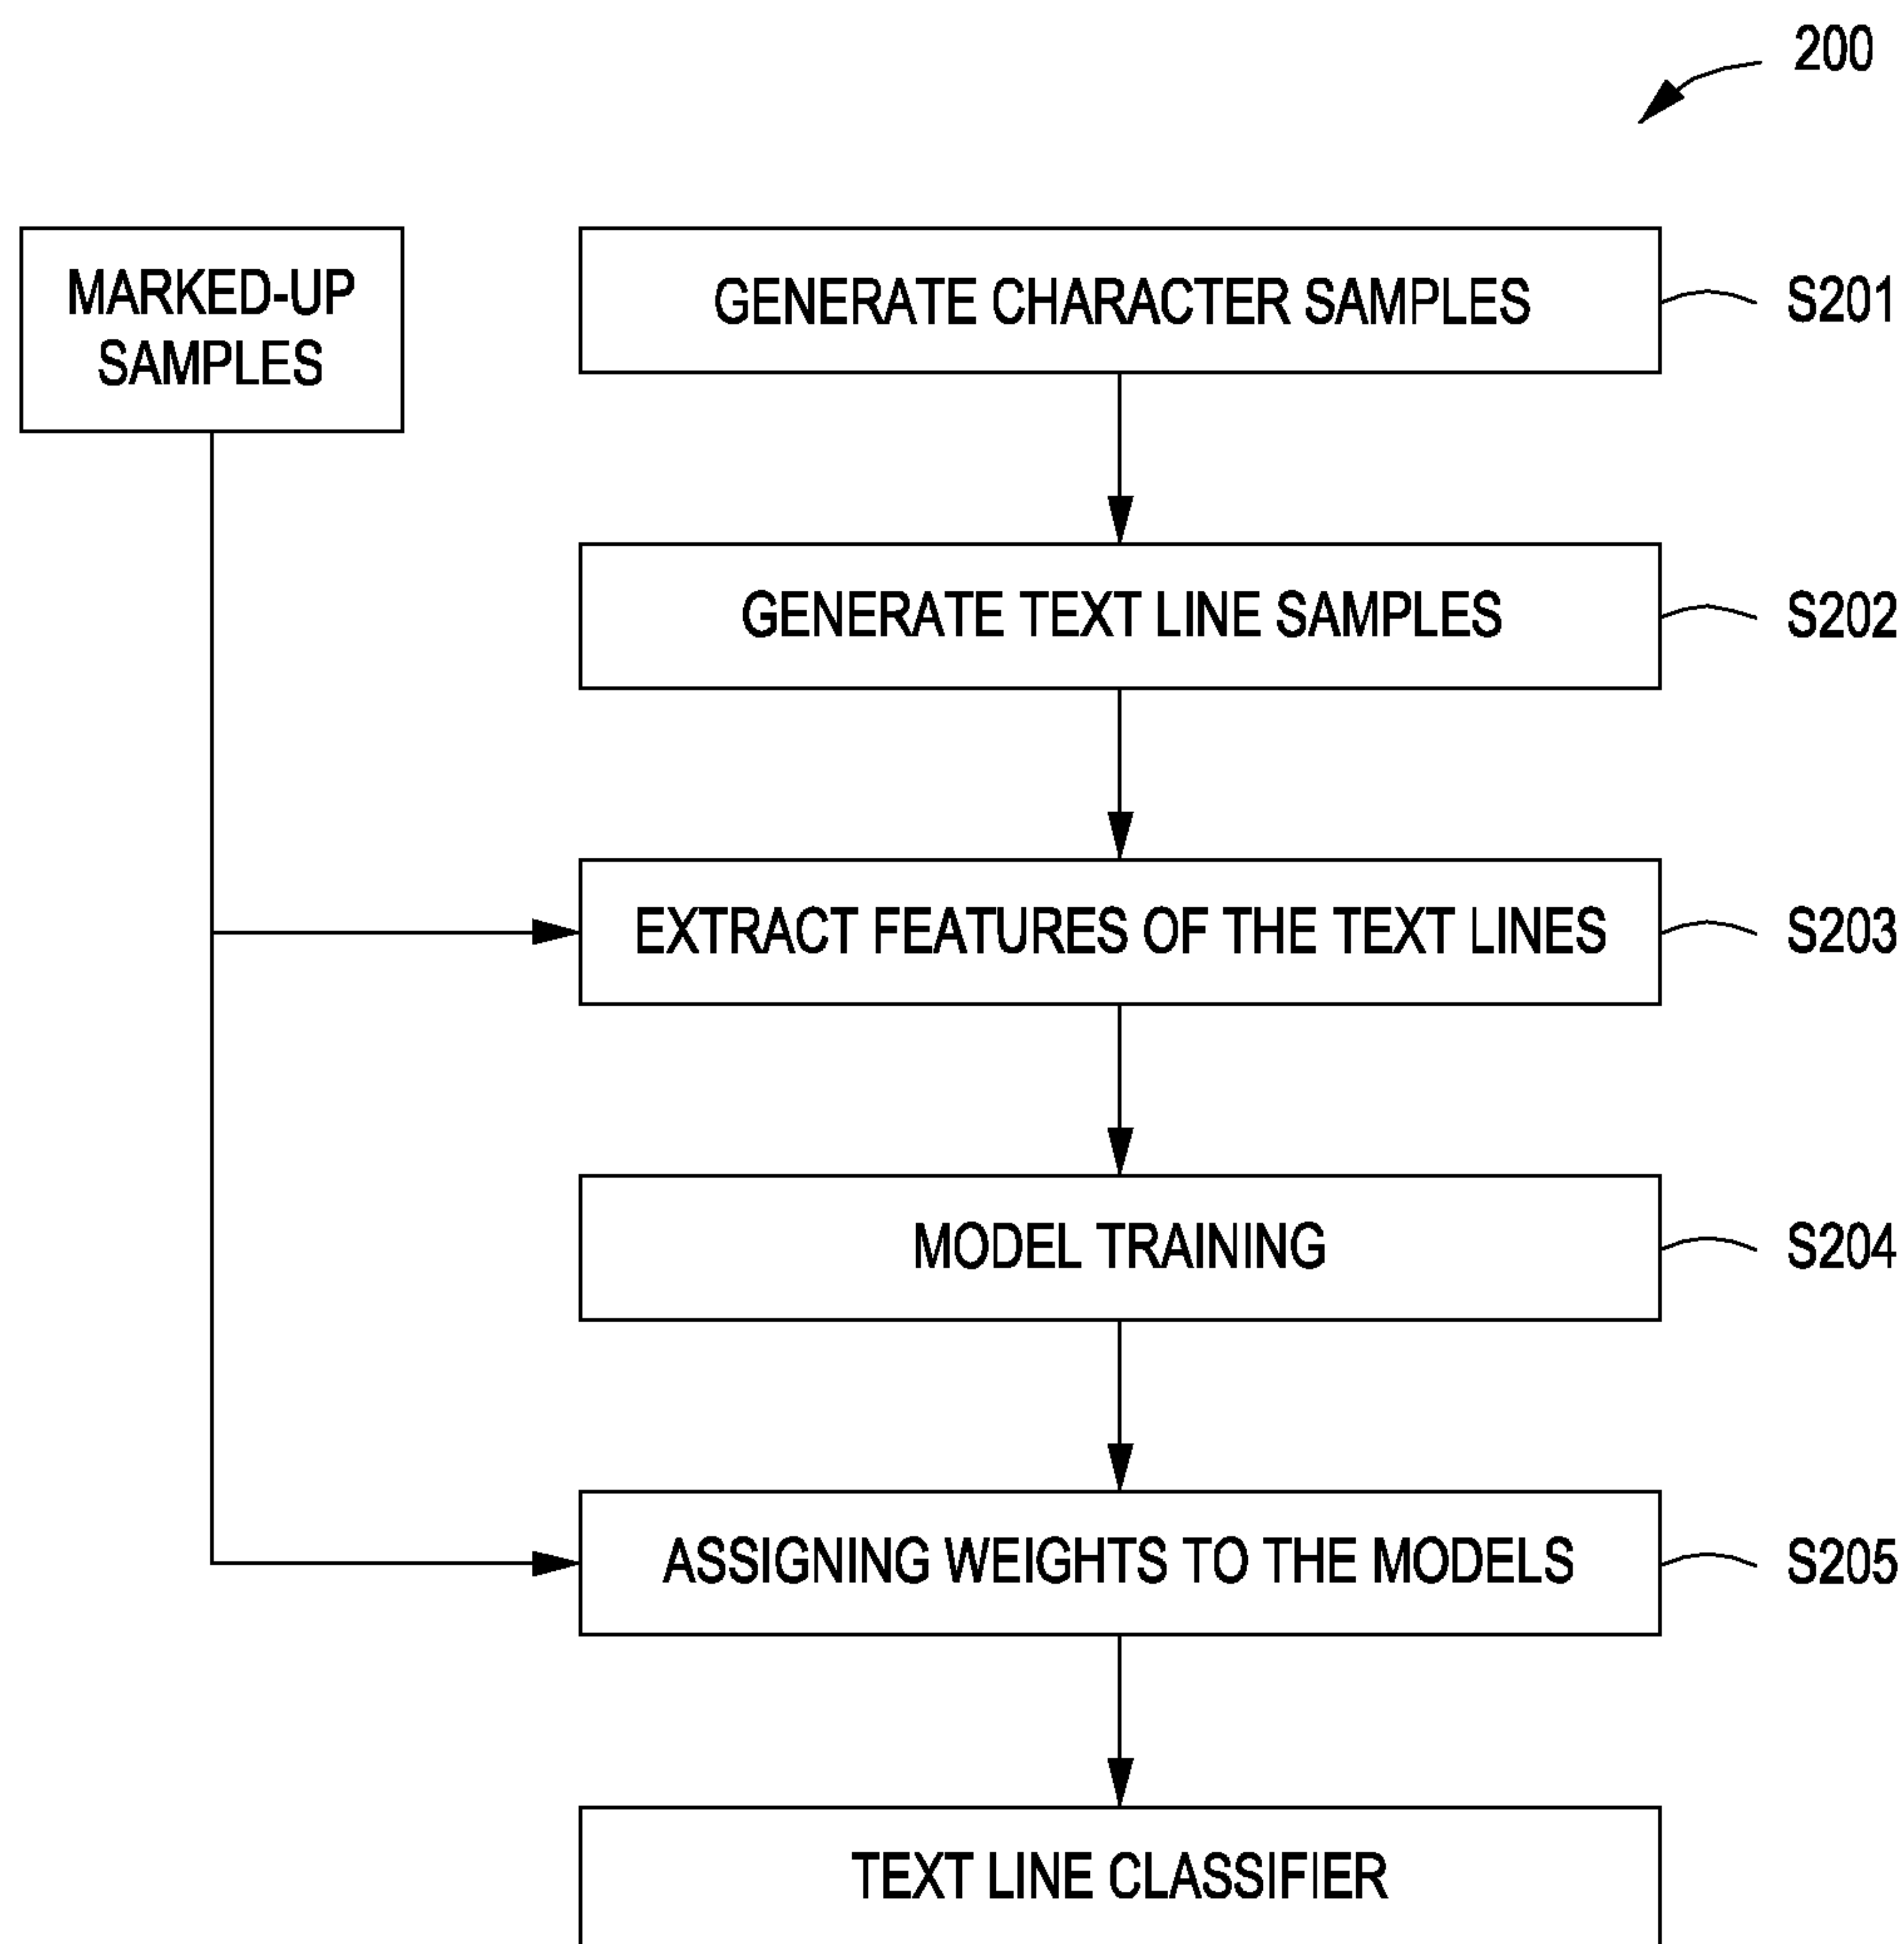 200
MARKED-UP
SAMPLES
GENERATE CHARACTER SAMPLES
S201
GENERATE TEXT LINE SAMPLES
S202
EXTRACT FEATURES OF THE TEXT LINES
S203
MODEL TRAINING
S204
ASSIGNING WEIGHTS TO THE MODELS
S205
TEXT LINE CLASSIFIER